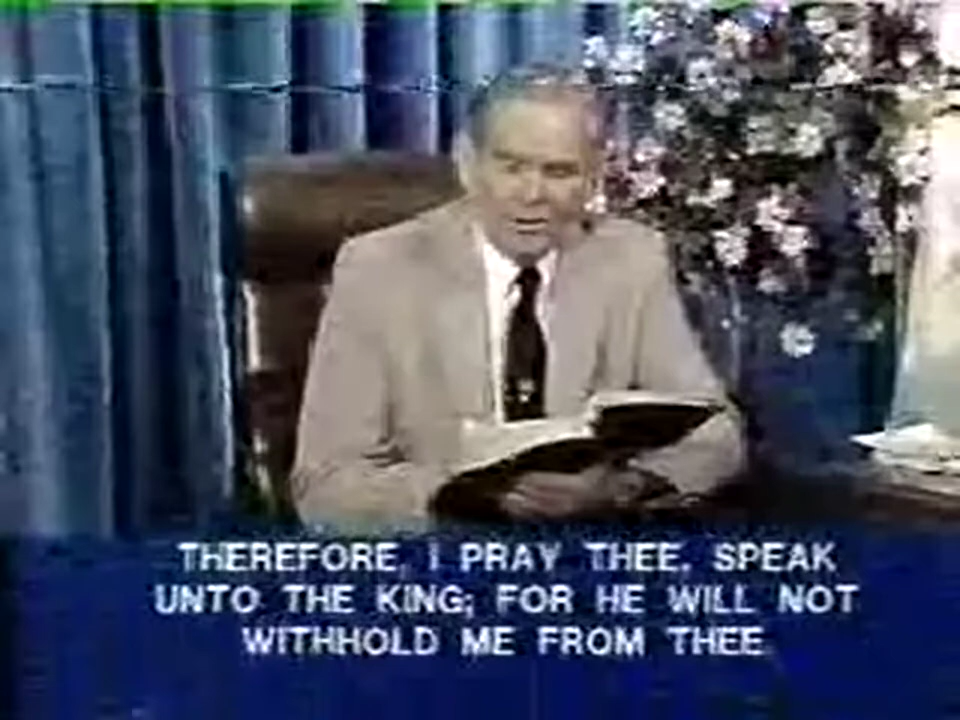 THEREFORE, I PRAY THEE, SPEAK
UNTO THE KING; FOR HE WILL NOT
WITHHOLD ME FROM THEE.